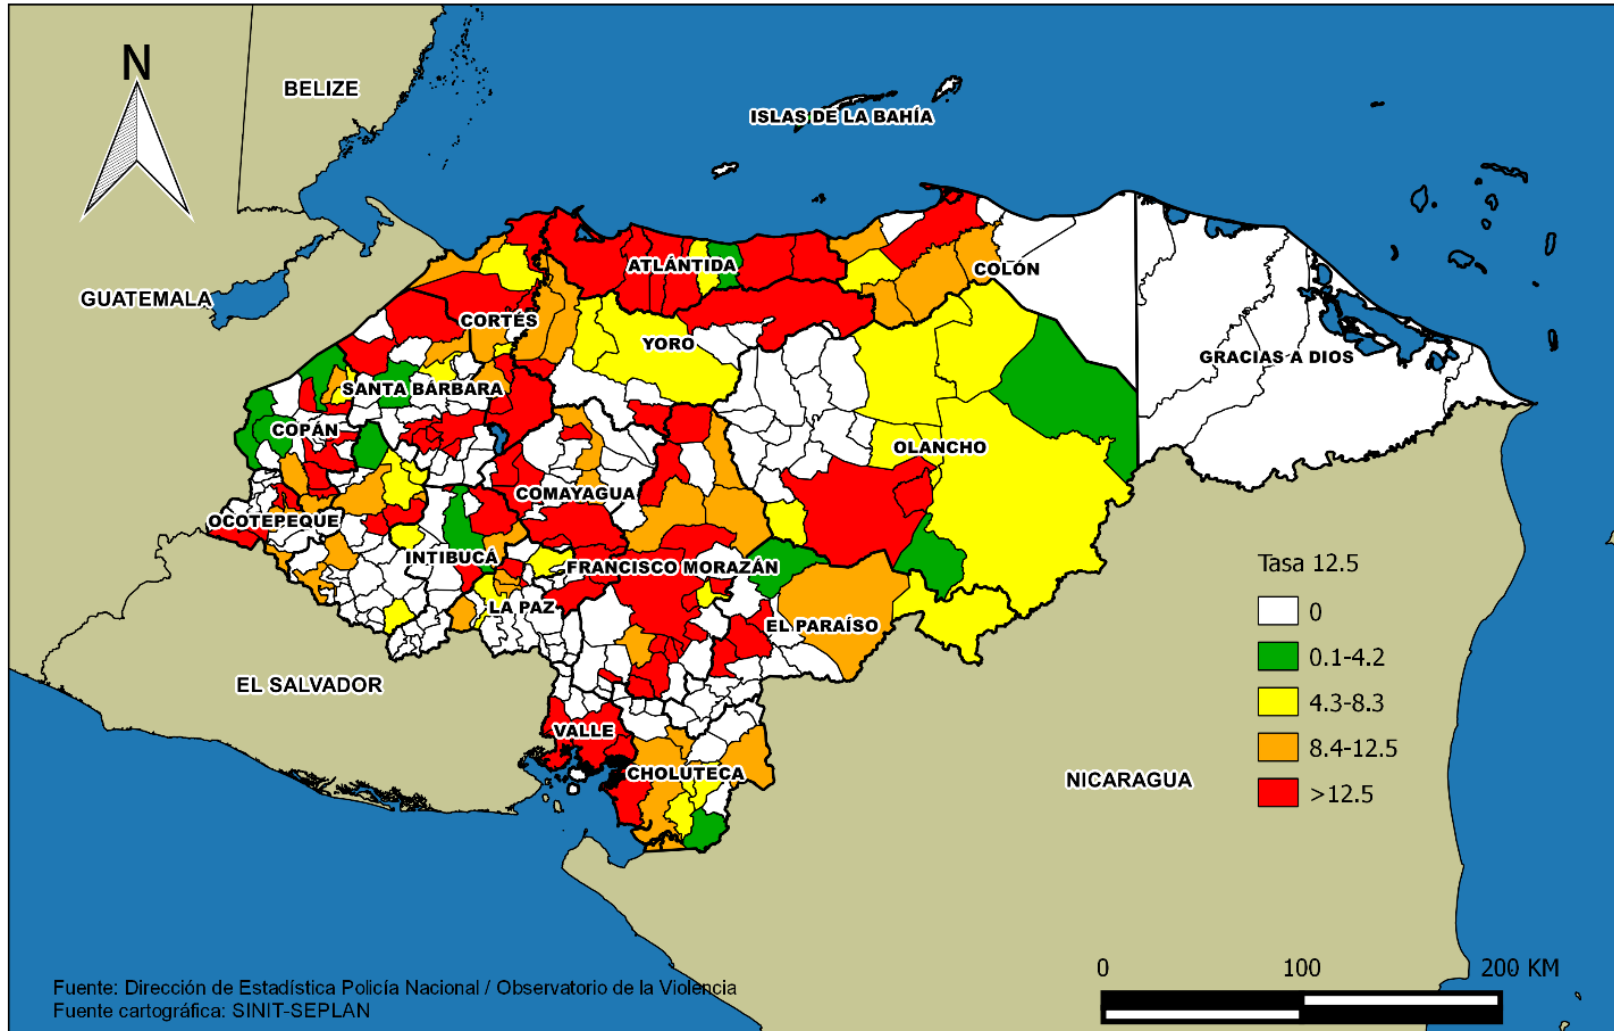 N
BELIZE
ISLAS DE LA BAHÍA
GUATEMALA
ATLÁNTIDA
COLÓN
CORTÉS
YORO
GRACIAS A DIOS
SANTA BÁRBARA
COPÁN
OLANCHO
COMAYAGUA
OCOTEPEQUE
INTIBUCÁ
FRANCISCO MORAZÁN
LA PAZ
EL PARAÍSO
EL SALVADOR
VALLE
CHOLUTECA
NICARAGUA
Tasa 12.5
0
0.1-4.2
4.3-8.3
8.4-12.5
>12.5
0 100 200 KM
Fuente: Dirección de Estadística Policía Nacional / Observatorio de la Violencia
Fuente cartográfica: SINIT-SEPLAN